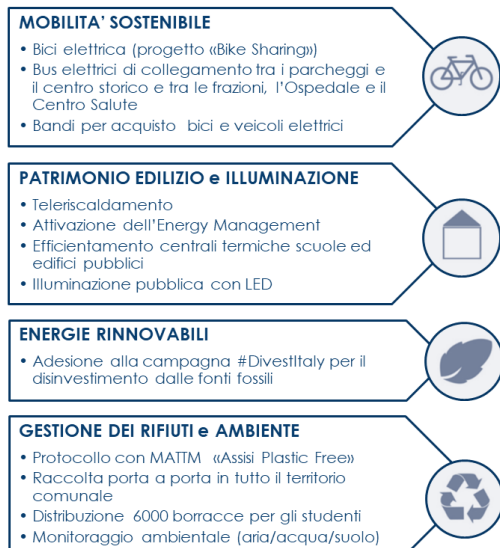 MOBILITA' SOSTENIBILE
• Bici elettrica (progetto «Bike Sharing»)
• Bus elettrici di collegamento tra i parcheggi e
il centro storico e tra le frazioni, l'Ospedale e il
Centro Salute
• Bandi per acquisto bici e veicoli elettrici
PATRIMONIO EDILIZIO e ILLUMINAZIONE
• Teleriscaldamento
• Attivazione dell'Energy Management
• Efficientamento centrali termiche scuole ed
edifici pubblici
• Illuminazione pubblica con LED
ENERGIE RINNOVABILI
• Adesione alla campagna #DivestItaly per il
disinvestimento dalle fonti fossili
GESTIONE DEI RIFIUTI e AMBIENTE
• Protocollo con MATTM «Assisi Plastic Free»
• Raccolta porta a porta in tutto il territorio
comunale
• Distribuzione 6000 borracce per gli studenti
• Monitoraggio ambientale (aria/acqua/suolo)